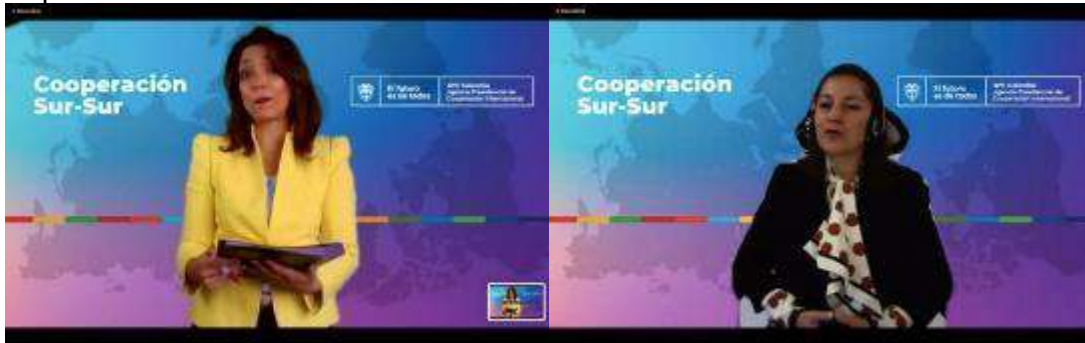 Cooperación
Sur-Sur
El futuro
es de todos
APC Colombia
Agencia Presidencial de
Cooperación Internacional
Cooperación
Sur-Sur
El futuro
es de todos
APC Colombia
Agencia Presidencial de
Cooperación Internacional